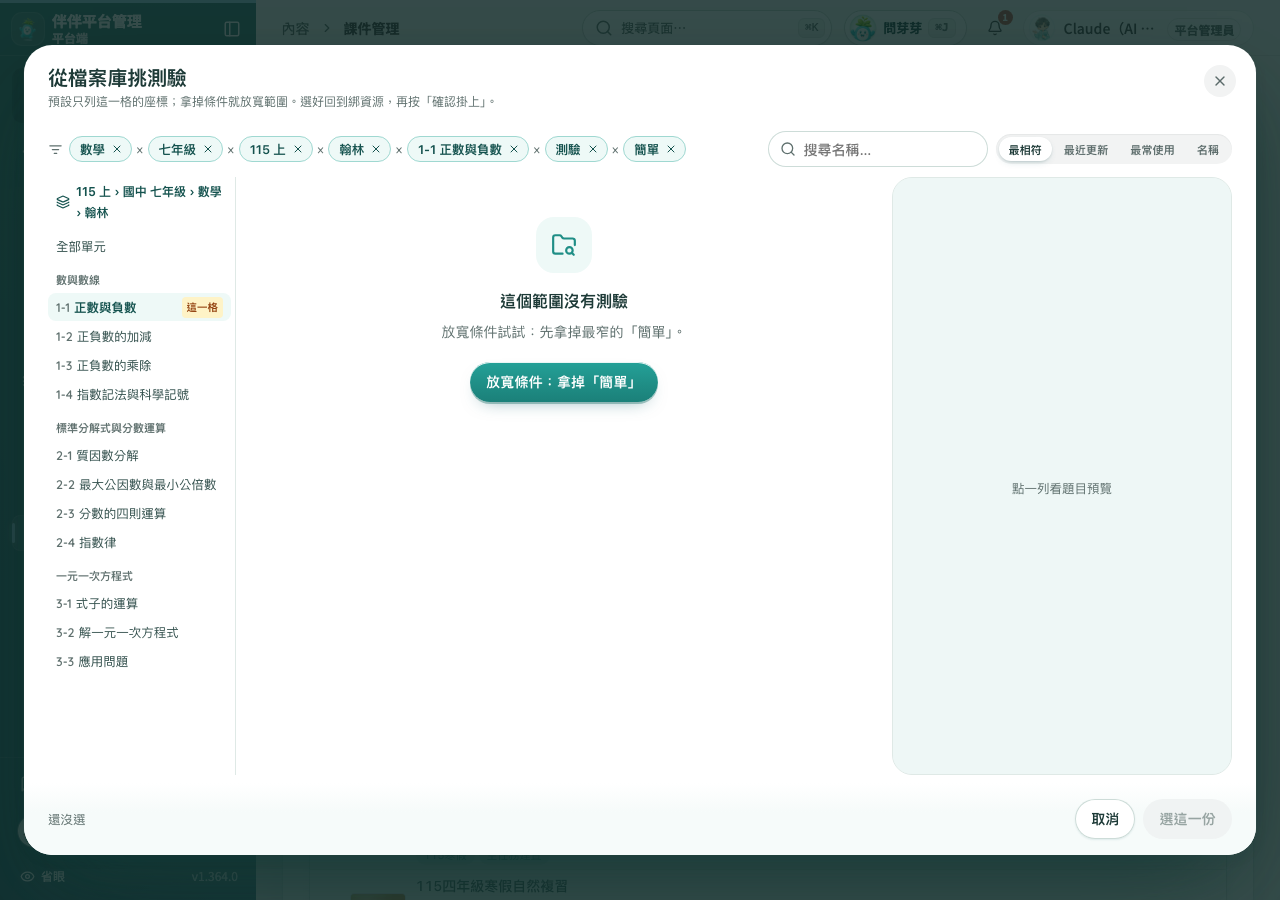 伴伴平台管理
平台端
內容 › 課件管理
搜尋頁面…
⌘K
問芽芽
⌘J
1
Claude（AI …
平台管理員
從檔案庫挑測驗
預設只列這一格的座標；拿掉條件就放寬範圍。選好回到綁資源，再按「確認掛上」。
數學 × × 七年級 × × 115 上 × × 翰林 × × 1-1 正數與負數 × × 測驗 × × 簡單 ×
搜尋名稱...
最相符
最近更新
最常使用
名稱
115 上 › 國中 七年級 › 數學
› 翰林
全部單元
數與數線
1-1 正數與負數
這一格
1-2 正負數的加減
1-3 正負數的乘除
1-4 指數記法與科學記號
標準分解式與分數運算
2-1 質因數分解
2-2 最大公因數與最小公倍數
2-3 分數的四則運算
2-4 指數律
一元一次方程式
3-1 式子的運算
3-2 解一元一次方程式
3-3 應用問題
這個範圍沒有測驗
放寬條件試試：先拿掉最窄的「簡單」。
放寬條件：拿掉「簡單」
點一列看題目預覽
還沒選
取消
選這一份
省眼
v1.364.0
115四年級寒假自然複習